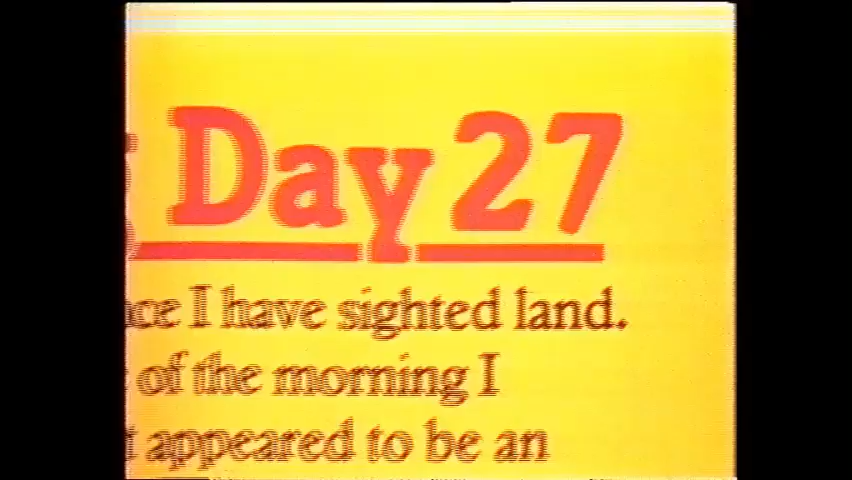 Day 27
I have sighted land.
of the morning I
appeared to be an